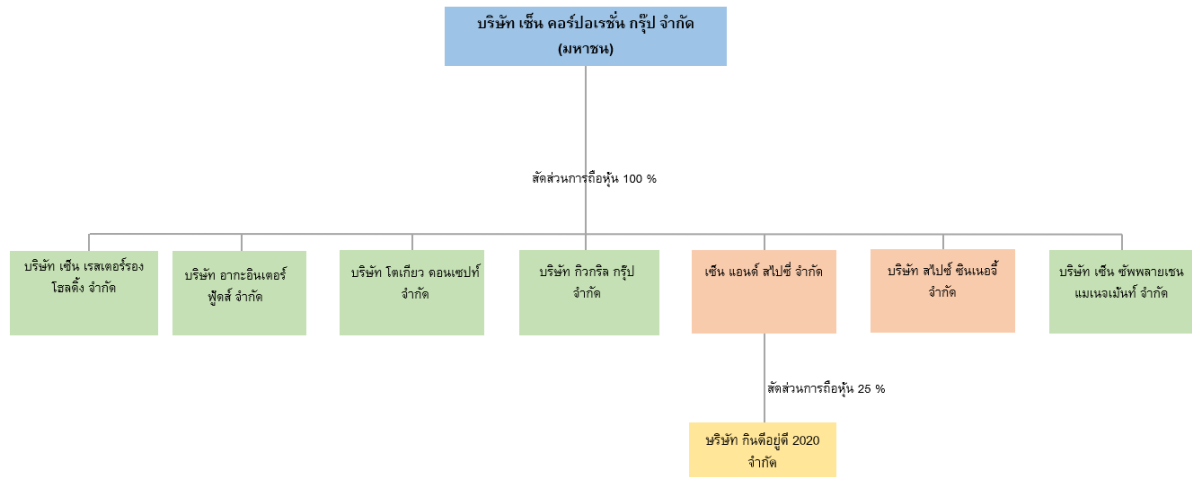 บริษัท เซ็น คอร์ปอเรชั่น กรุ๊ป จำกัด
(มหาชน)
สัดส่วนการถือหุ้น 100 %
บริษัท เซ็น เรสเตอร์รอง
โฮลดิ้ง จำกัด
บริษัท อากะอินเตอร์
ฟู้ดส์ จำกัด
บริษัท โตเกียว คอนเซปท์
จำกัด
บริษัท กิวกริล กรุ๊ป
จำกัด
เซ็น แอนด์ สไปซี่ จำกัด
บริษัท สไปซ์ ซินเนอจี้
จำกัด
บริษัท เซ็น ซัพพลายเชน
แมเนจเม้นท์ จำกัด
สัดส่วนการถือหุ้น 25 %
บริษัท กินดีอยู่ดี 2020
จำกัด